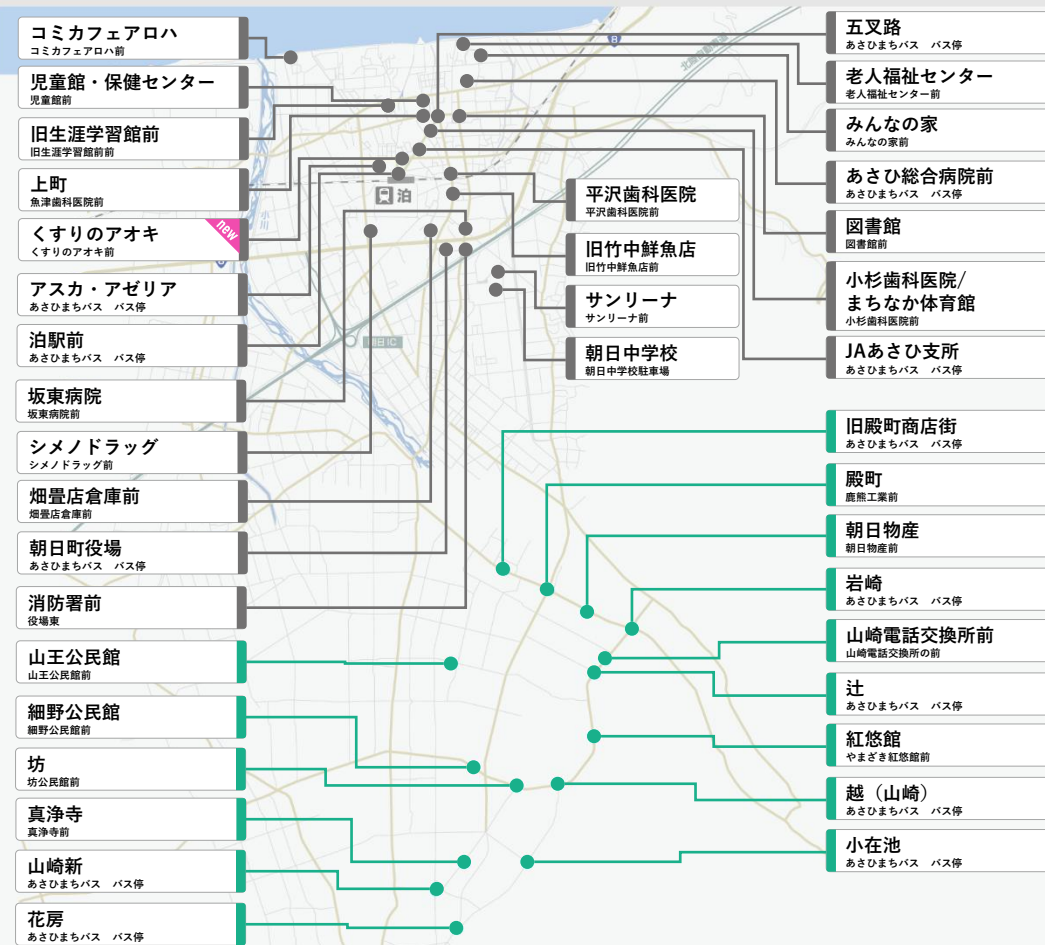 コミカフェアロハ
コミカフェアロハ前
児童館・保健センター
児童館前
旧生涯学習館前
旧生涯学習館前前
上町
魚津歯科医院前
くすりのアオキ
くすりのアオキ前
new
アスカ・アゼリア
あさひまちバス　バス停
泊駅前
あさひまちバス　バス停
坂東病院
坂東病院前
シメノドラッグ
シメノドラッグ前
畑畳店倉庫前
畑畳店倉庫前
朝日町役場
あさひまちバス　バス停
消防署前
役場東
山王公民館
山王公民館前
細野公民館
細野公民館前
坊
坊公民館前
真浄寺
真浄寺前
山崎新
あさひまちバス　バス停
花房
あさひまちバス　バス停
泊
小川
朝日IC
8
平沢歯科医院
平沢歯科医院前
旧竹中鮮魚店
旧竹中鮮魚店前
サンリーナ
サンリーナ前
朝日中学校
朝日中学校駐車場
五叉路
あさひまちバス　バス停
老人福祉センター
老人福祉センター前
みんなの家
みんなの家前
あさひ総合病院前
あさひまちバス　バス停
図書館
図書館前
小杉歯科医院/
まちなか体育館
小杉歯科医院前
JAあさひ支所
あさひまちバス　バス停
旧殿町商店街
あさひまちバス　バス停
殿町
鹿熊工業前
朝日物産
朝日物産前
岩崎
あさひまちバス　バス停
山崎電話交換所前
山崎電話交換所の前
辻
あさひまちバス　バス停
紅悠館
やまざき紅悠館前
越（山崎）
あさひまちバス　バス停
小在池
あさひまちバス　バス停